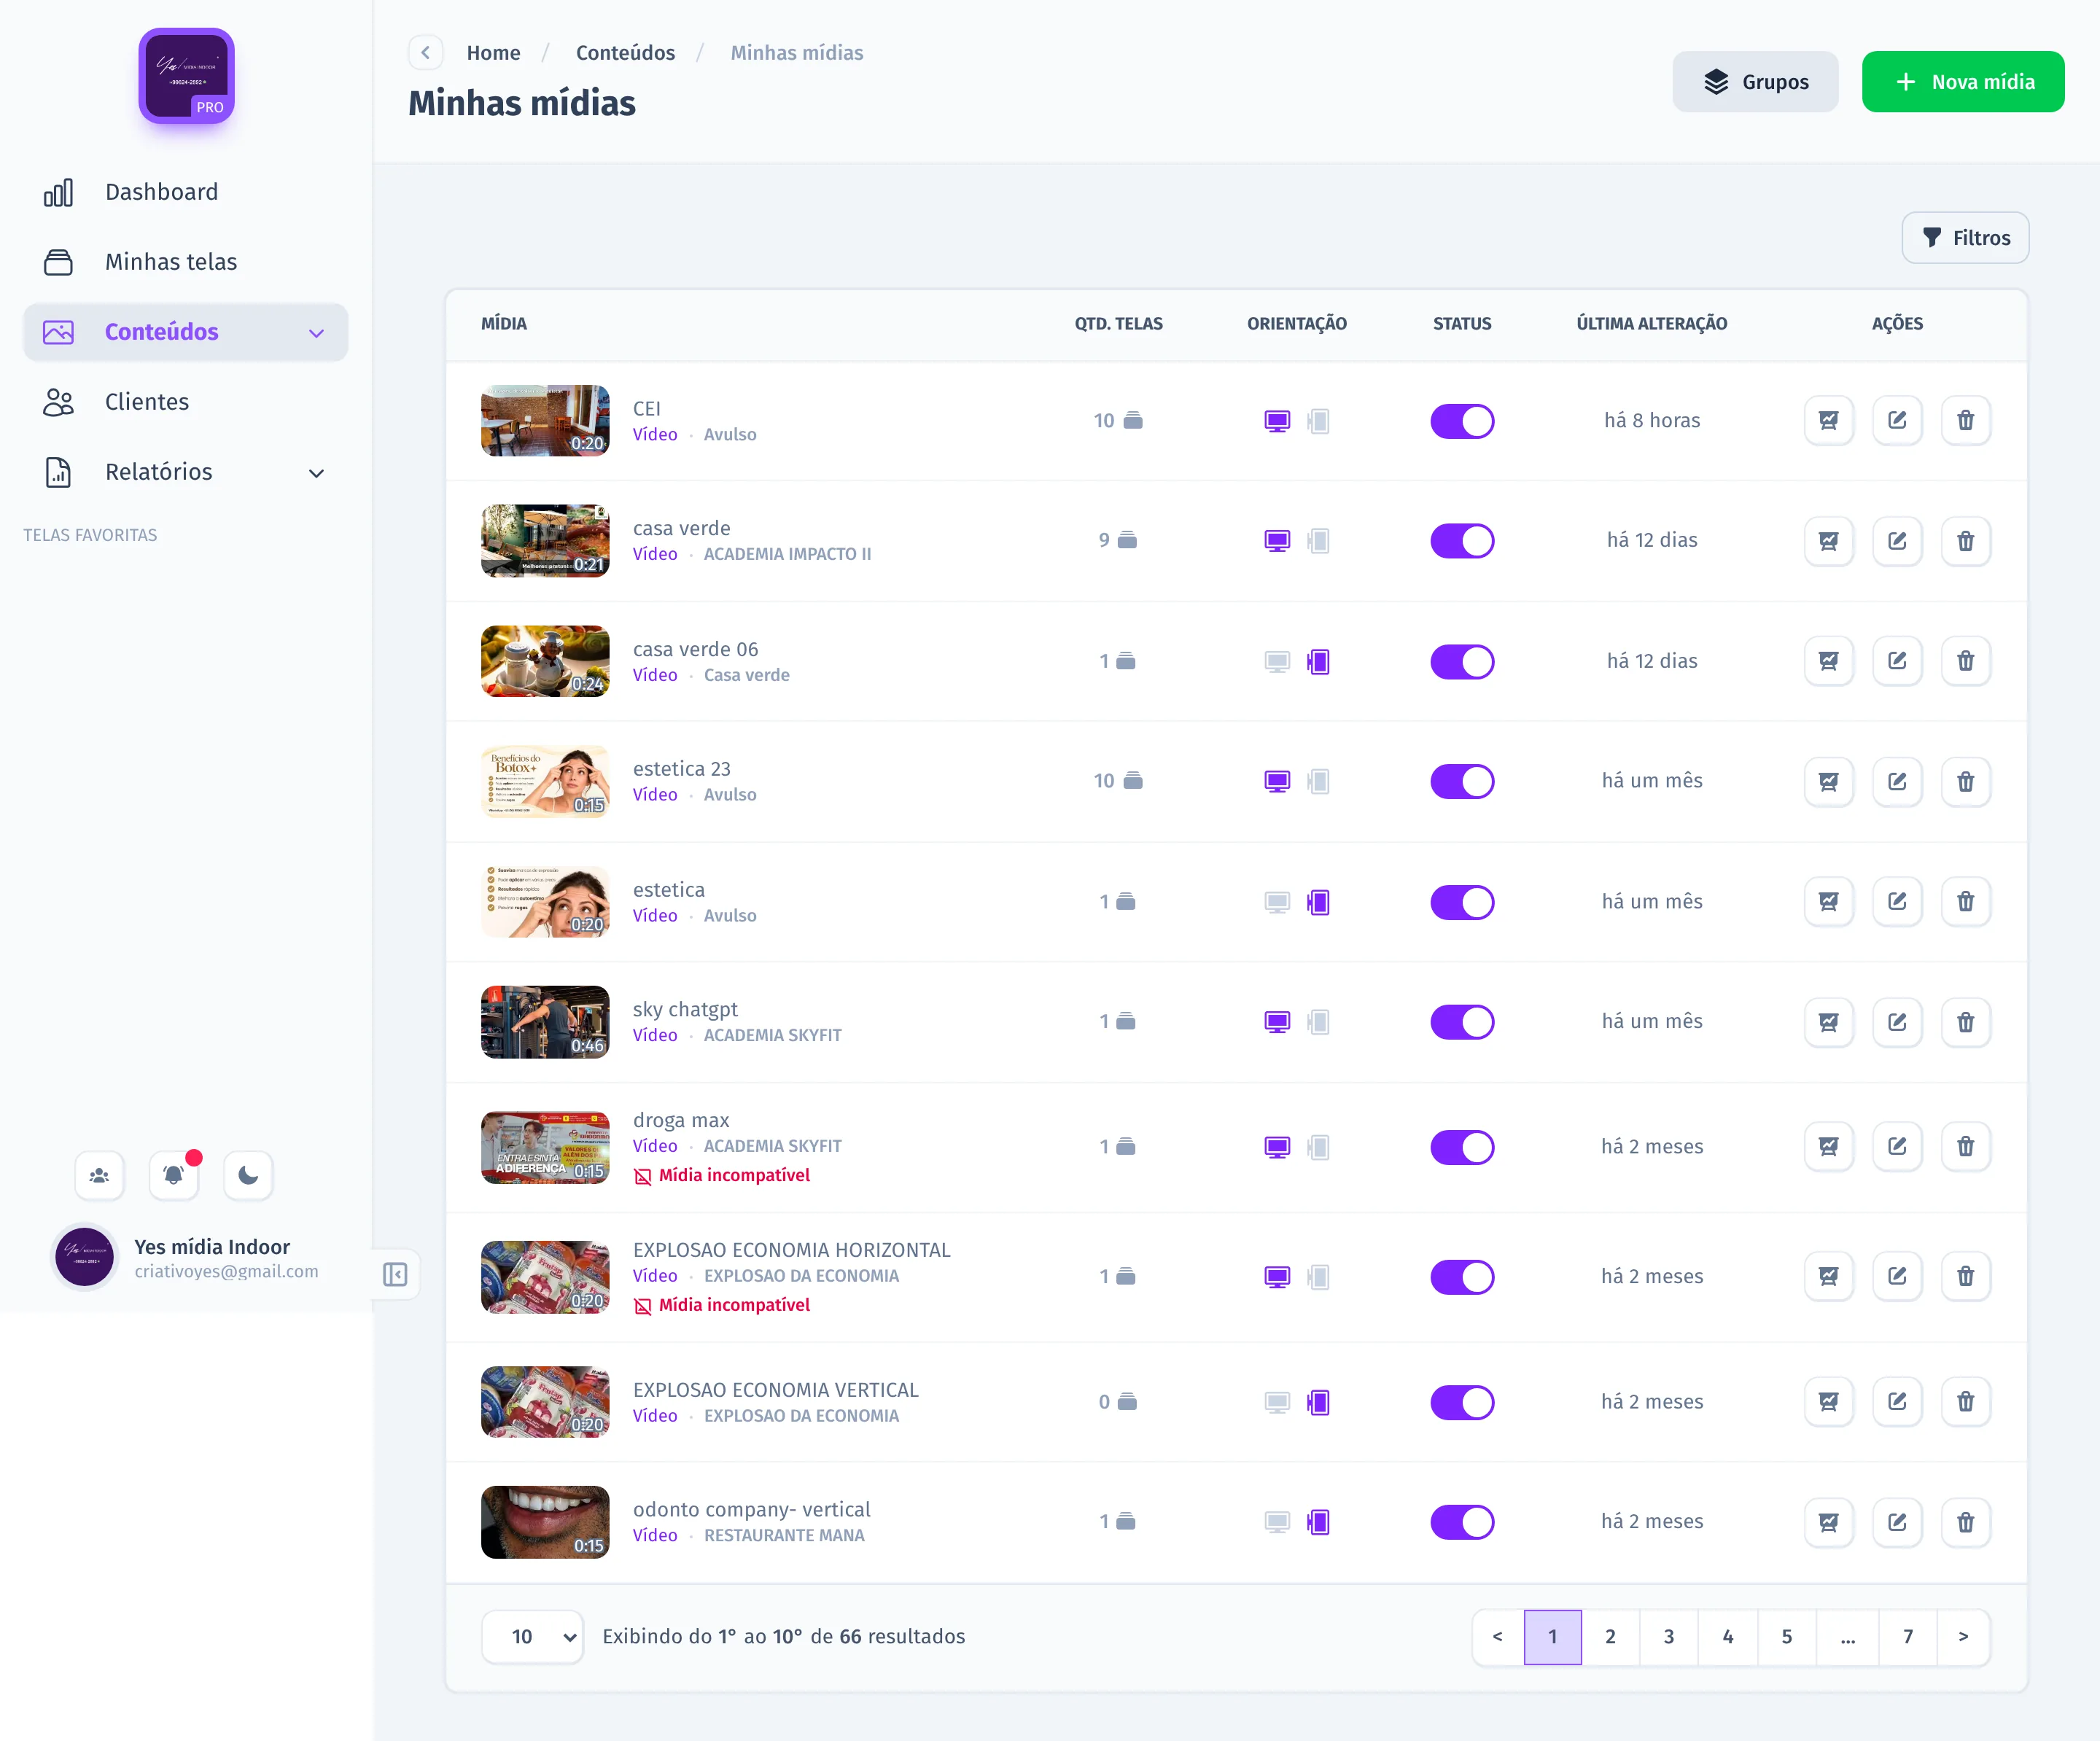 Yes MIDIA INDOOR
PRO
Dashboard
Minhas telas
Conteúdos
Clientes
Relatórios
TELAS FAVORITAS
Yes mídia Indoor
criativoyes@gmail.com
Home / Conteúdos / Minhas mídias
Minhas mídias
Grupos
Nova mídia
Filtros
MÍDIA QTD. TELAS ORIENTAÇÃO STATUS ÚLTIMA ALTERAÇÃO AÇÕES
0:20
CEI
Vídeo · Avulso
10
há 8 horas
0:21
casa verde
Vídeo · ACADEMIA IMPACTO II
9
há 12 dias
0:24
casa verde 06
Vídeo · Casa verde
1
há 12 dias
Benefícios do
Botox
0:15
estetica 23
Vídeo · Avulso
10
há um mês
0:20
estetica
Vídeo · Avulso
1
há um mês
0:46
sky chatgpt
Vídeo · ACADEMIA SKYFIT
1
há um mês
ENTRA E SINTA
A DIFERENÇA
0:15
droga max
Vídeo · ACADEMIA SKYFIT
Mídia incompatível
1
há 2 meses
0:20
EXPLOSAO ECONOMIA HORIZONTAL
Vídeo · EXPLOSAO DA ECONOMIA
Mídia incompatível
1
há 2 meses
0:20
EXPLOSAO ECONOMIA VERTICAL
Vídeo · EXPLOSAO DA ECONOMIA
0
há 2 meses
0:15
odonto company- vertical
Vídeo · RESTAURANTE MANA
1
há 2 meses
10
Exibindo do 1° ao 10° de 66 resultados
< 1 2 3 4 5 ... 7 >